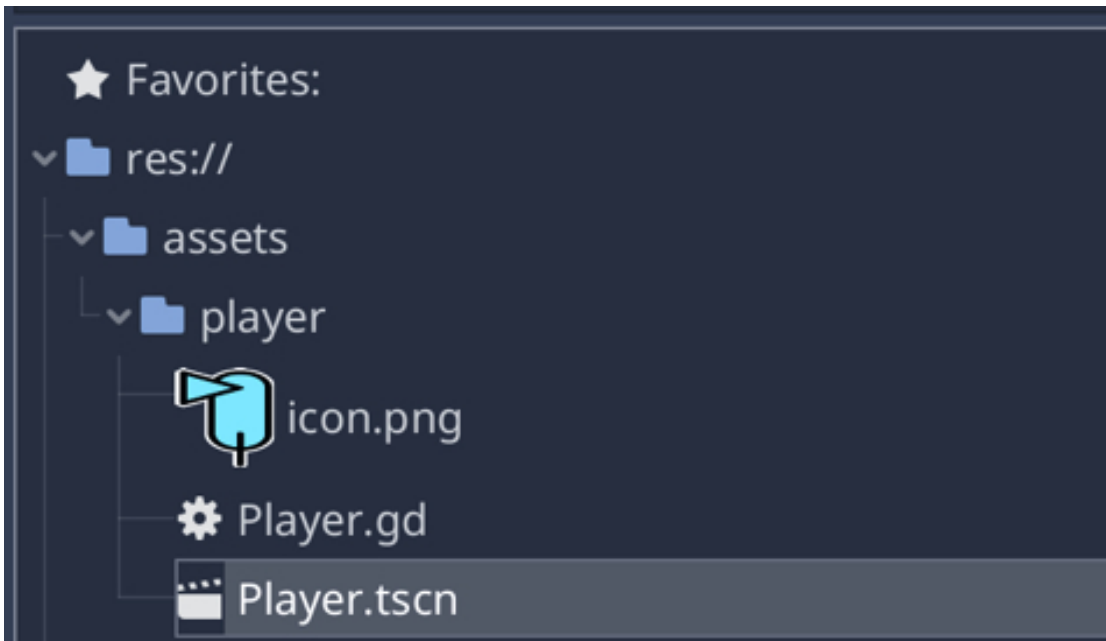 Favorites:
res://
assets
player
icon.png
Player.gd
Player.tscn